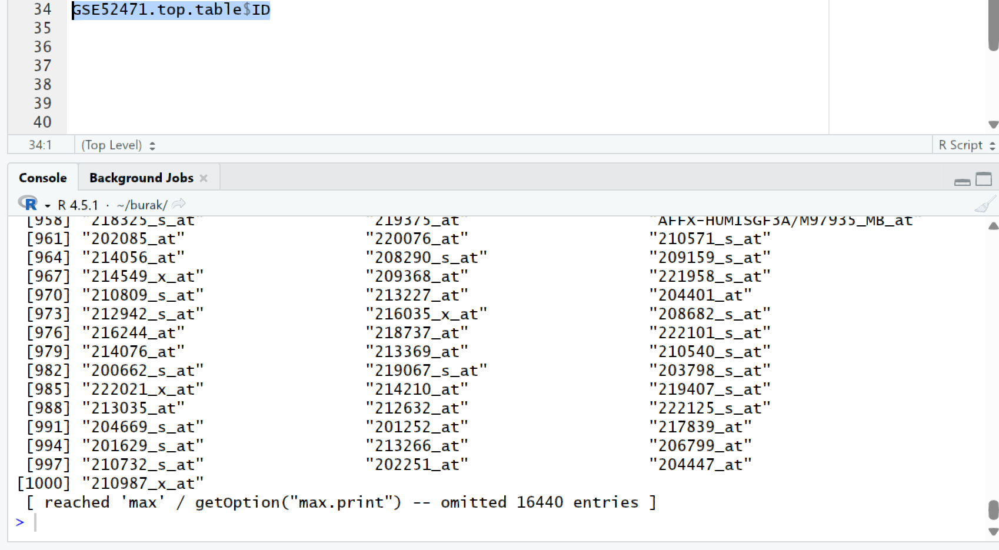 34 GSE52471.top.table$ID
35
36
37
38
39
40
34:1 (Top Level) R Script
Console Background Jobs
R R 4.5.1 · ~/burak/
[958] "218325_s_at" "219375_at" "AFFX-HUMISGF3A/M97935_MB_at"
[961] "202085_at" "220076_at" "210571_s_at"
[964] "214056_at" "208290_s_at" "209159_s_at"
[967] "214549_x_at" "209368_at" "221958_s_at"
[970] "210809_s_at" "213227_at" "204401_at"
[973] "212942_s_at" "216035_x_at" "208682_s_at"
[976] "216244_at" "218737_at" "222101_s_at"
[979] "214076_at" "213369_at" "210540_s_at"
[982] "200662_s_at" "219067_s_at" "203798_s_at"
[985] "222021_x_at" "214210_at" "219407_s_at"
[988] "213035_at" "212632_at" "222125_s_at"
[991] "204669_s_at" "201252_at" "217839_at"
[994] "201629_s_at" "213266_at" "206799_at"
[997] "210732_s_at" "202251_at" "204447_at"
[1000] "210987_x_at"
[ reached 'max' / getOption("max.print") -- omitted 16440 entries ]
>